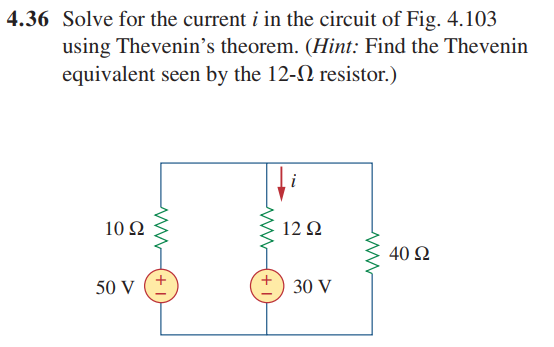 4.36 Solve for the current i in the circuit of Fig. 4.103
using Thevenin’s theorem. (Hint: Find the Thevenin
equivalent seen by the 12-Ω resistor.)
i
10 Ω
12 Ω
40 Ω
50 V
+
−
+
−
30 V